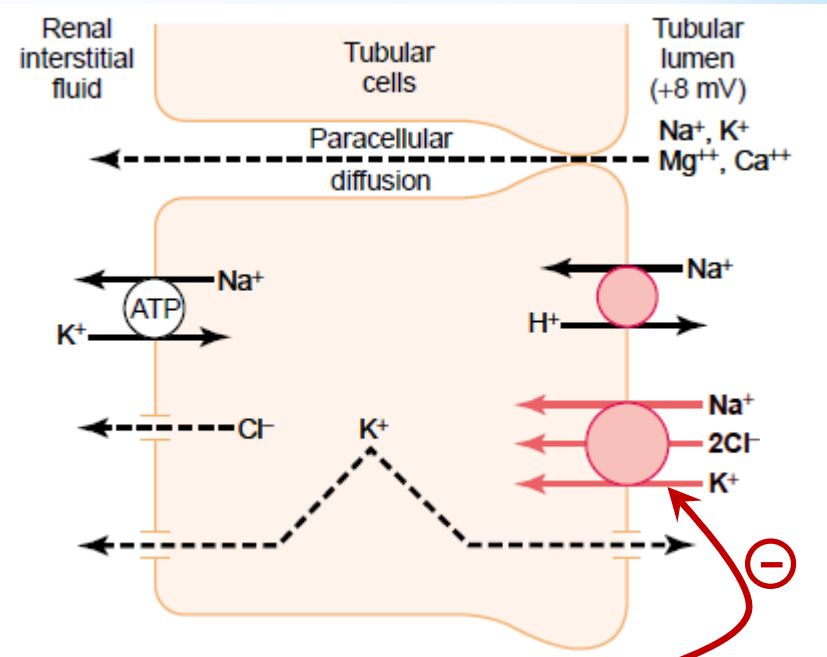 Renal
interstitial
fluid
Tubular
cells
Tubular
lumen
(+8 mV)
Paracellular
diffusion
Na⁺, K⁺
Mg⁺⁺, Ca⁺⁺
Na⁺
ATP
K⁺
Na⁺
H⁺
Cl⁻
K⁺
Na⁺
2Cl⁻
K⁺
−